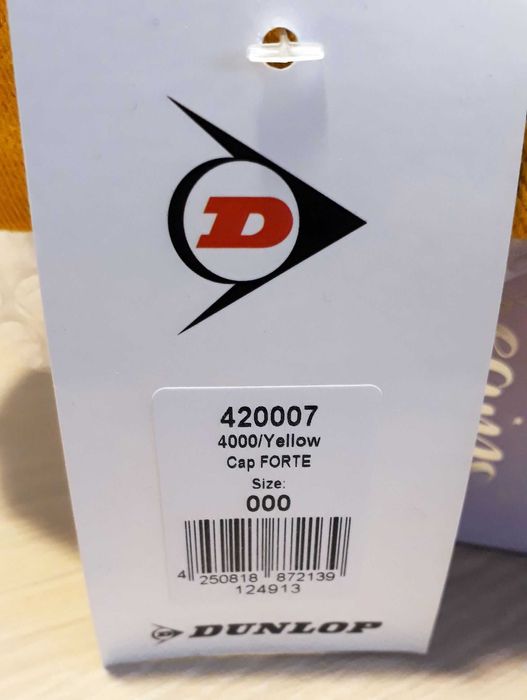 D
420007
4000/Yellow
Cap FORTE
Size:
000
4 250818 872139
124913
DUNLOP